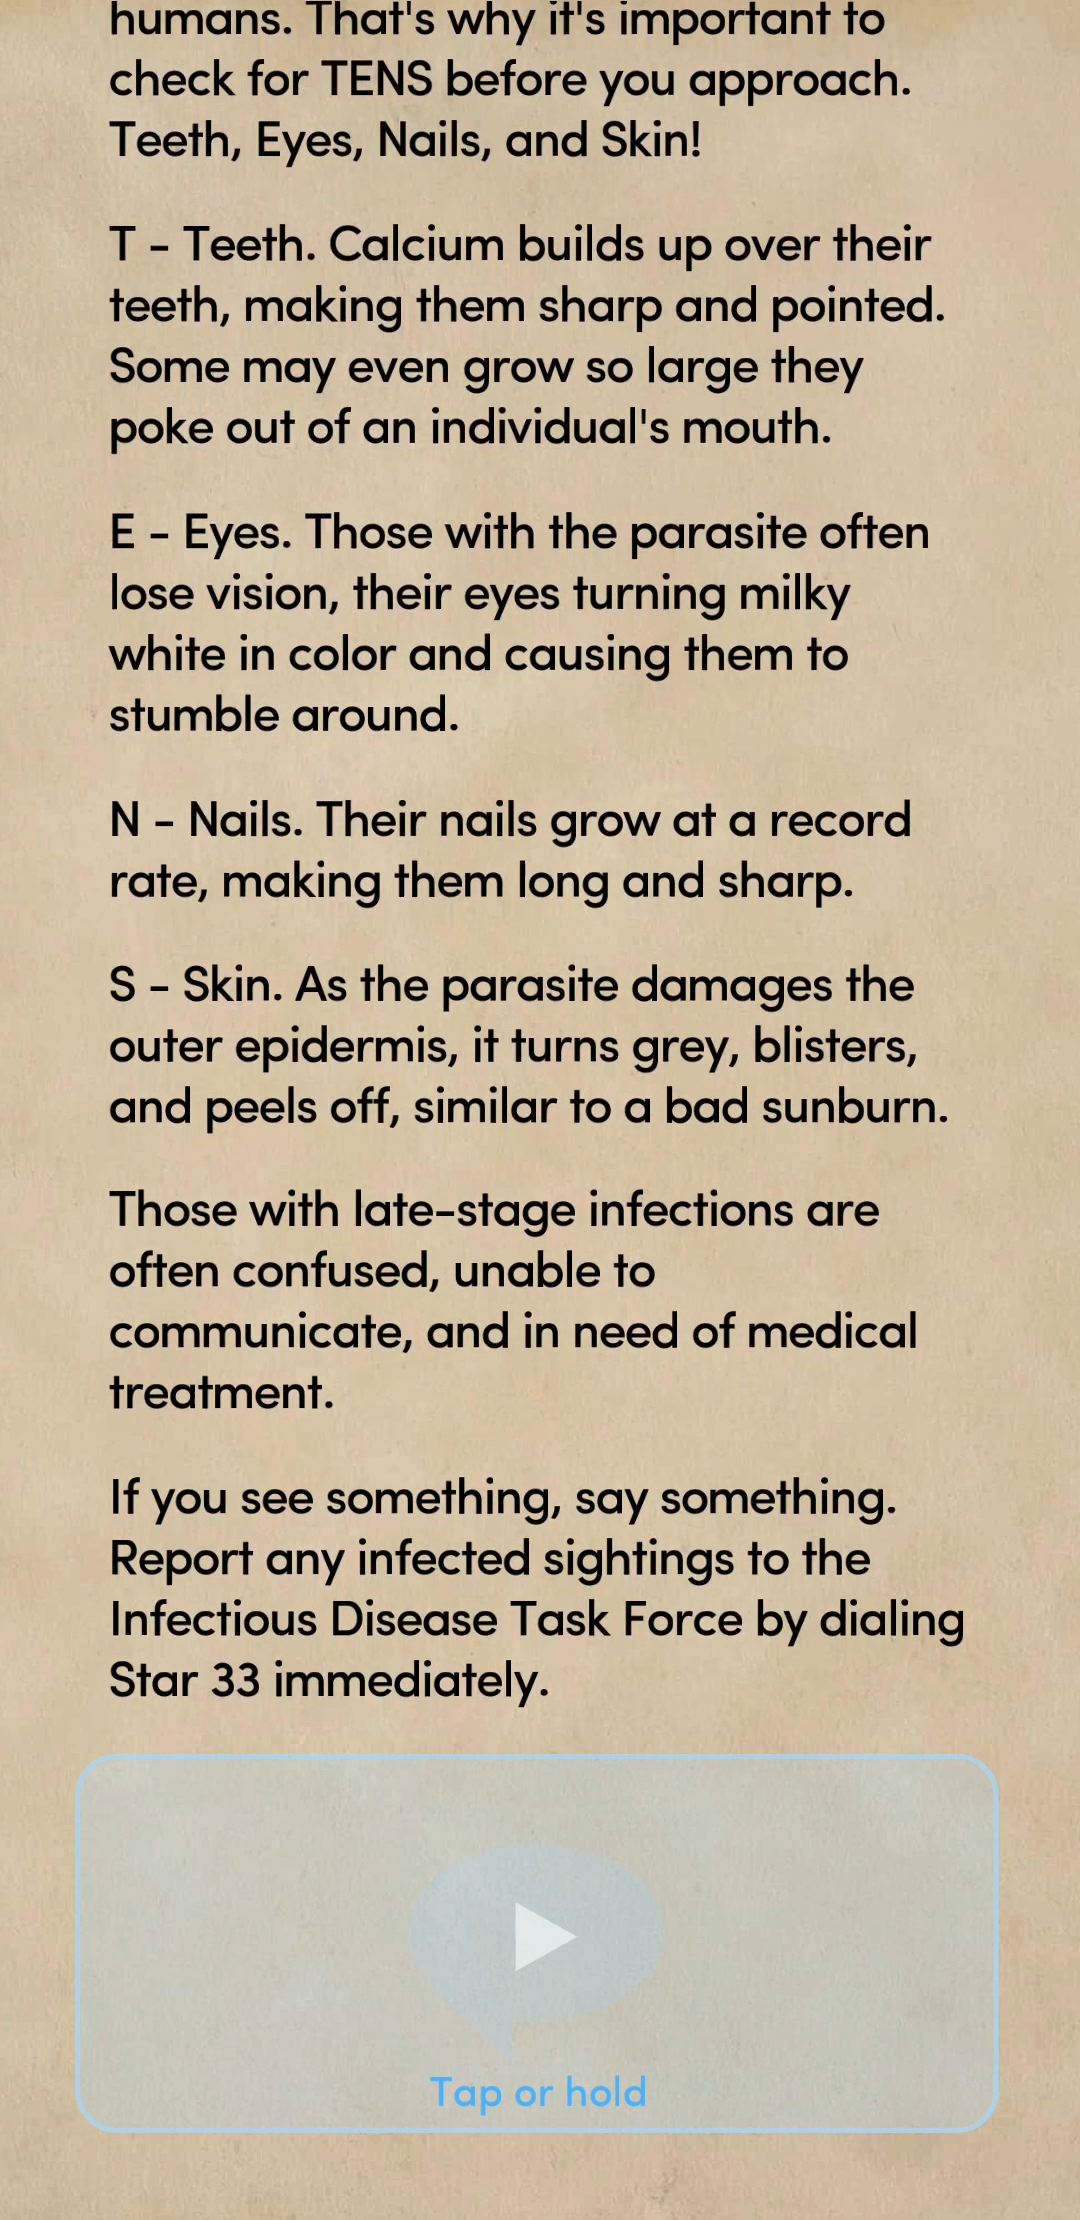 humans. That's why it's important to
check for TENS before you approach.
Teeth, Eyes, Nails, and Skin!
T - Teeth. Calcium builds up over their
teeth, making them sharp and pointed.
Some may even grow so large they
poke out of an individual's mouth.
E - Eyes. Those with the parasite often
lose vision, their eyes turning milky
white in color and causing them to
stumble around.
N - Nails. Their nails grow at a record
rate, making them long and sharp.
S - Skin. As the parasite damages the
outer epidermis, it turns grey, blisters,
and peels off, similar to a bad sunburn.
Those with late-stage infections are
often confused, unable to
communicate, and in need of medical
treatment.
If you see something, say something.
Report any infected sightings to the
Infectious Disease Task Force by dialing
Star 33 immediately.
Tap or hold